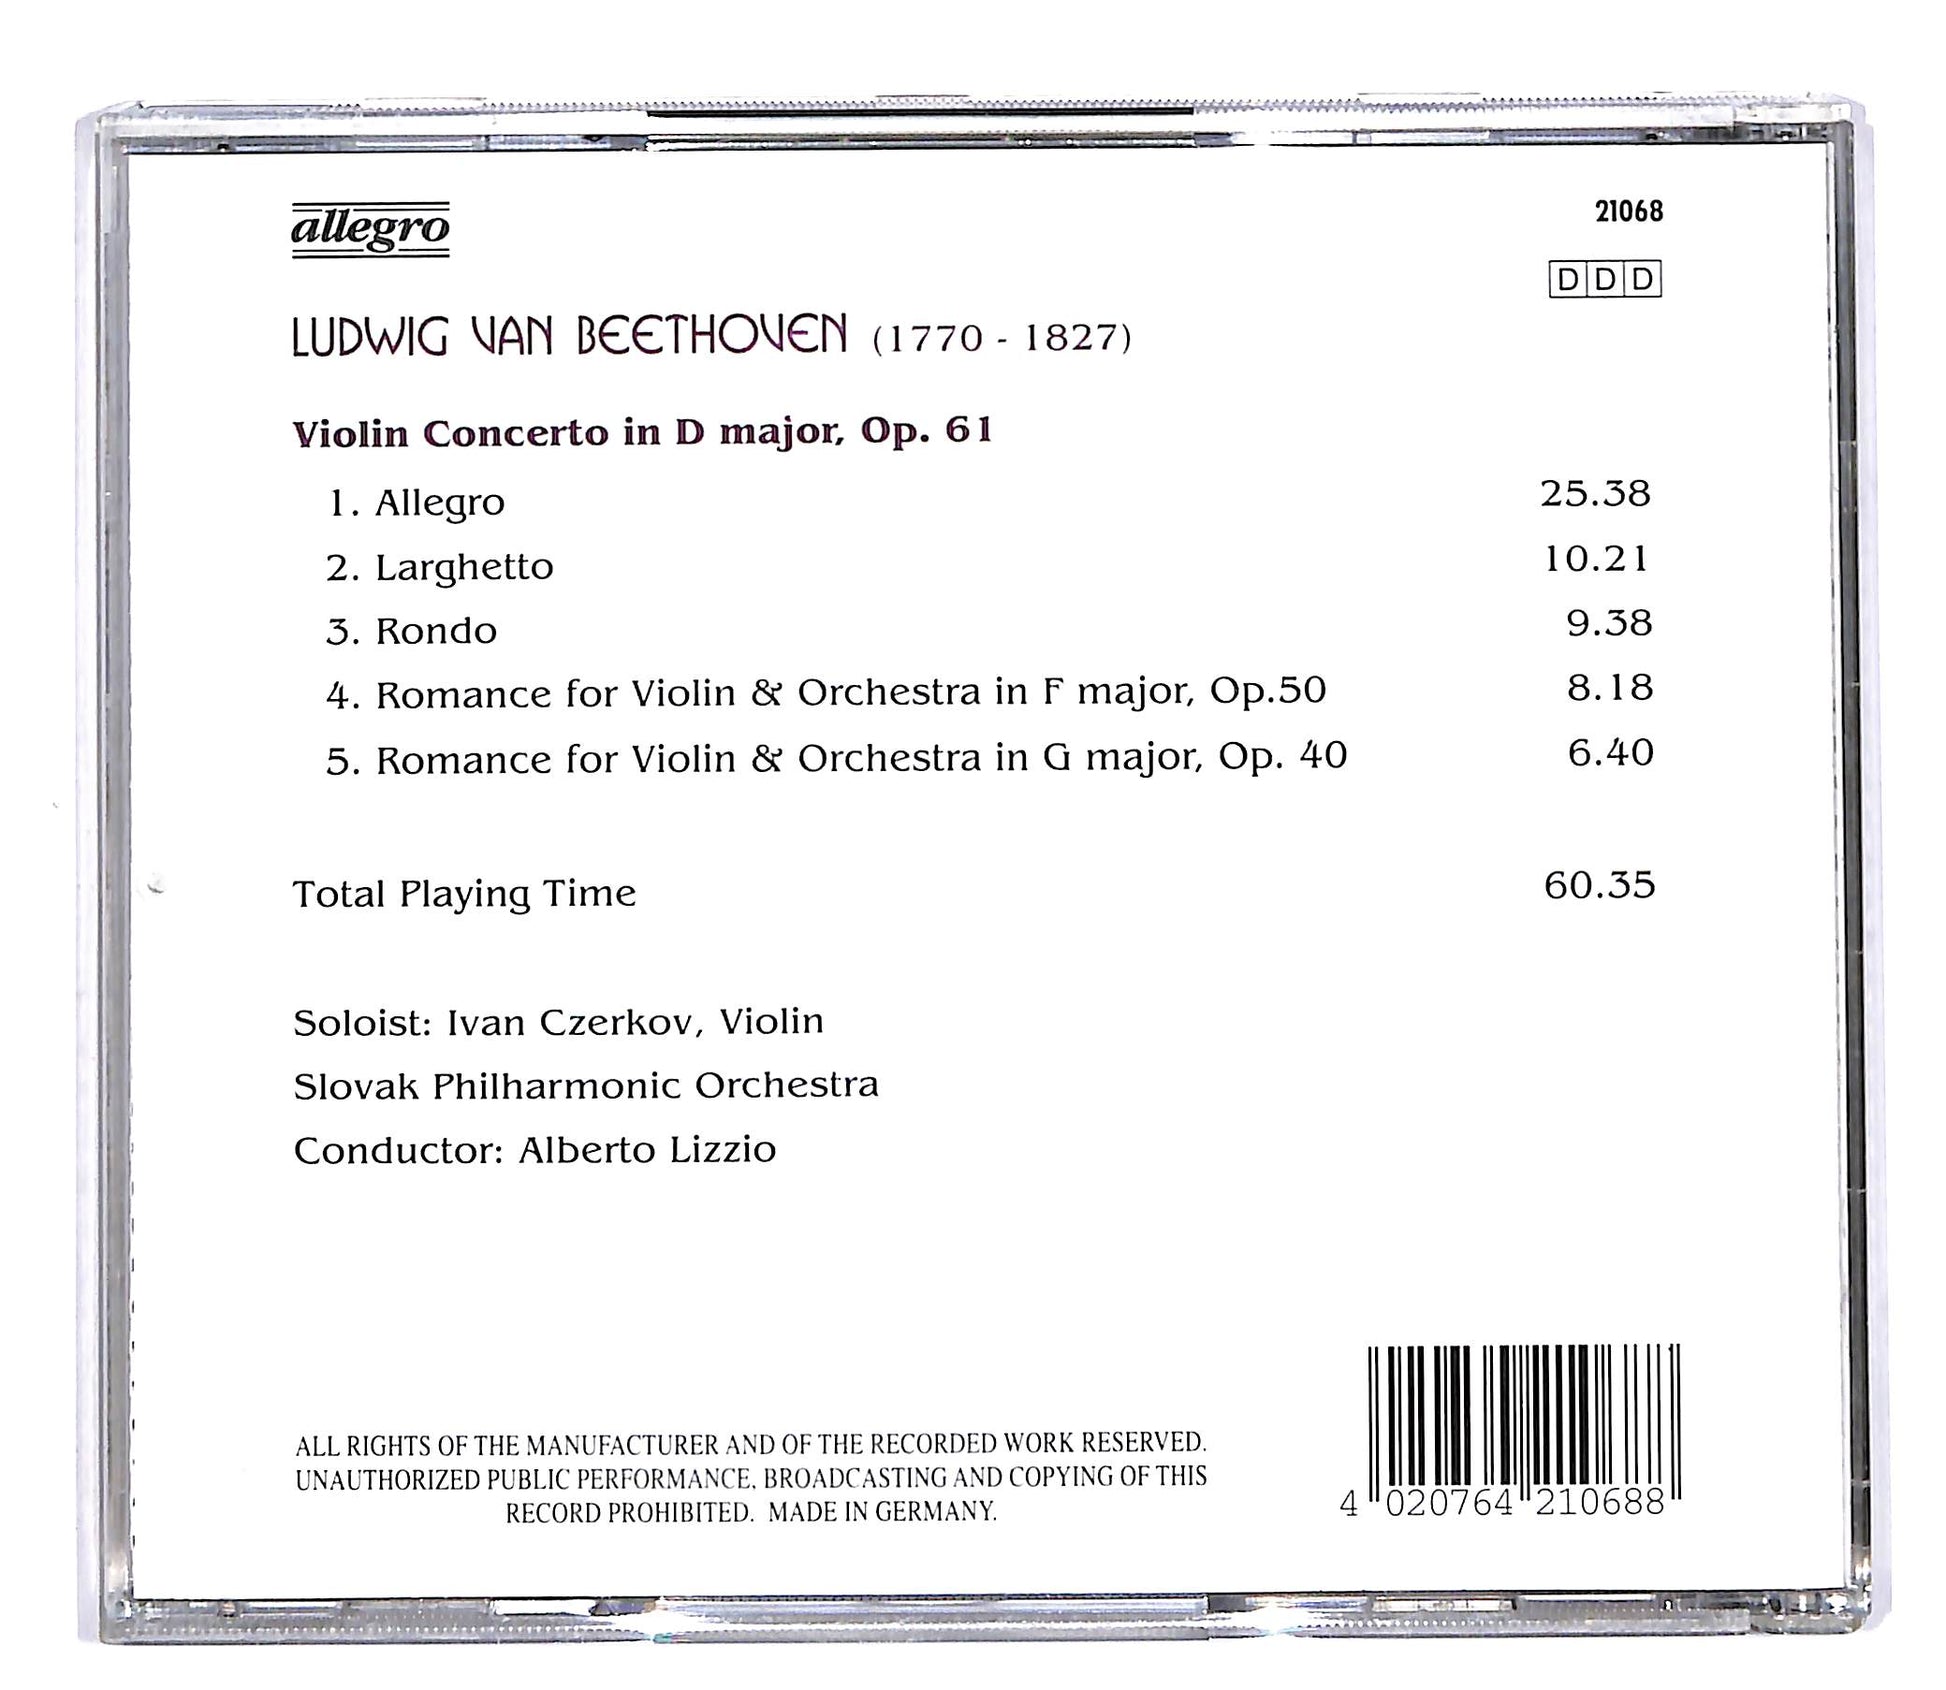 allegro
21068
DDD
LUDWIG VAN BEETHOVEN (1770 - 1827)
Violin Concerto in D major, Op. 61
1. Allegro 25.38
2. Larghetto 10.21
3. Rondo 9.38
4. Romance for Violin & Orchestra in F major, Op.50 8.18
5. Romance for Violin & Orchestra in G major, Op. 40 6.40
Total Playing Time 60.35
Soloist: Ivan Czerkov, Violin
Slovak Philharmonic Orchestra
Conductor: Alberto Lizzio
ALL RIGHTS OF THE MANUFACTURER AND OF THE RECORDED WORK RESERVED.
UNAUTHORIZED PUBLIC PERFORMANCE, BROADCASTING AND COPYING OF THIS
RECORD PROHIBITED. MADE IN GERMANY.
4 020764 210688